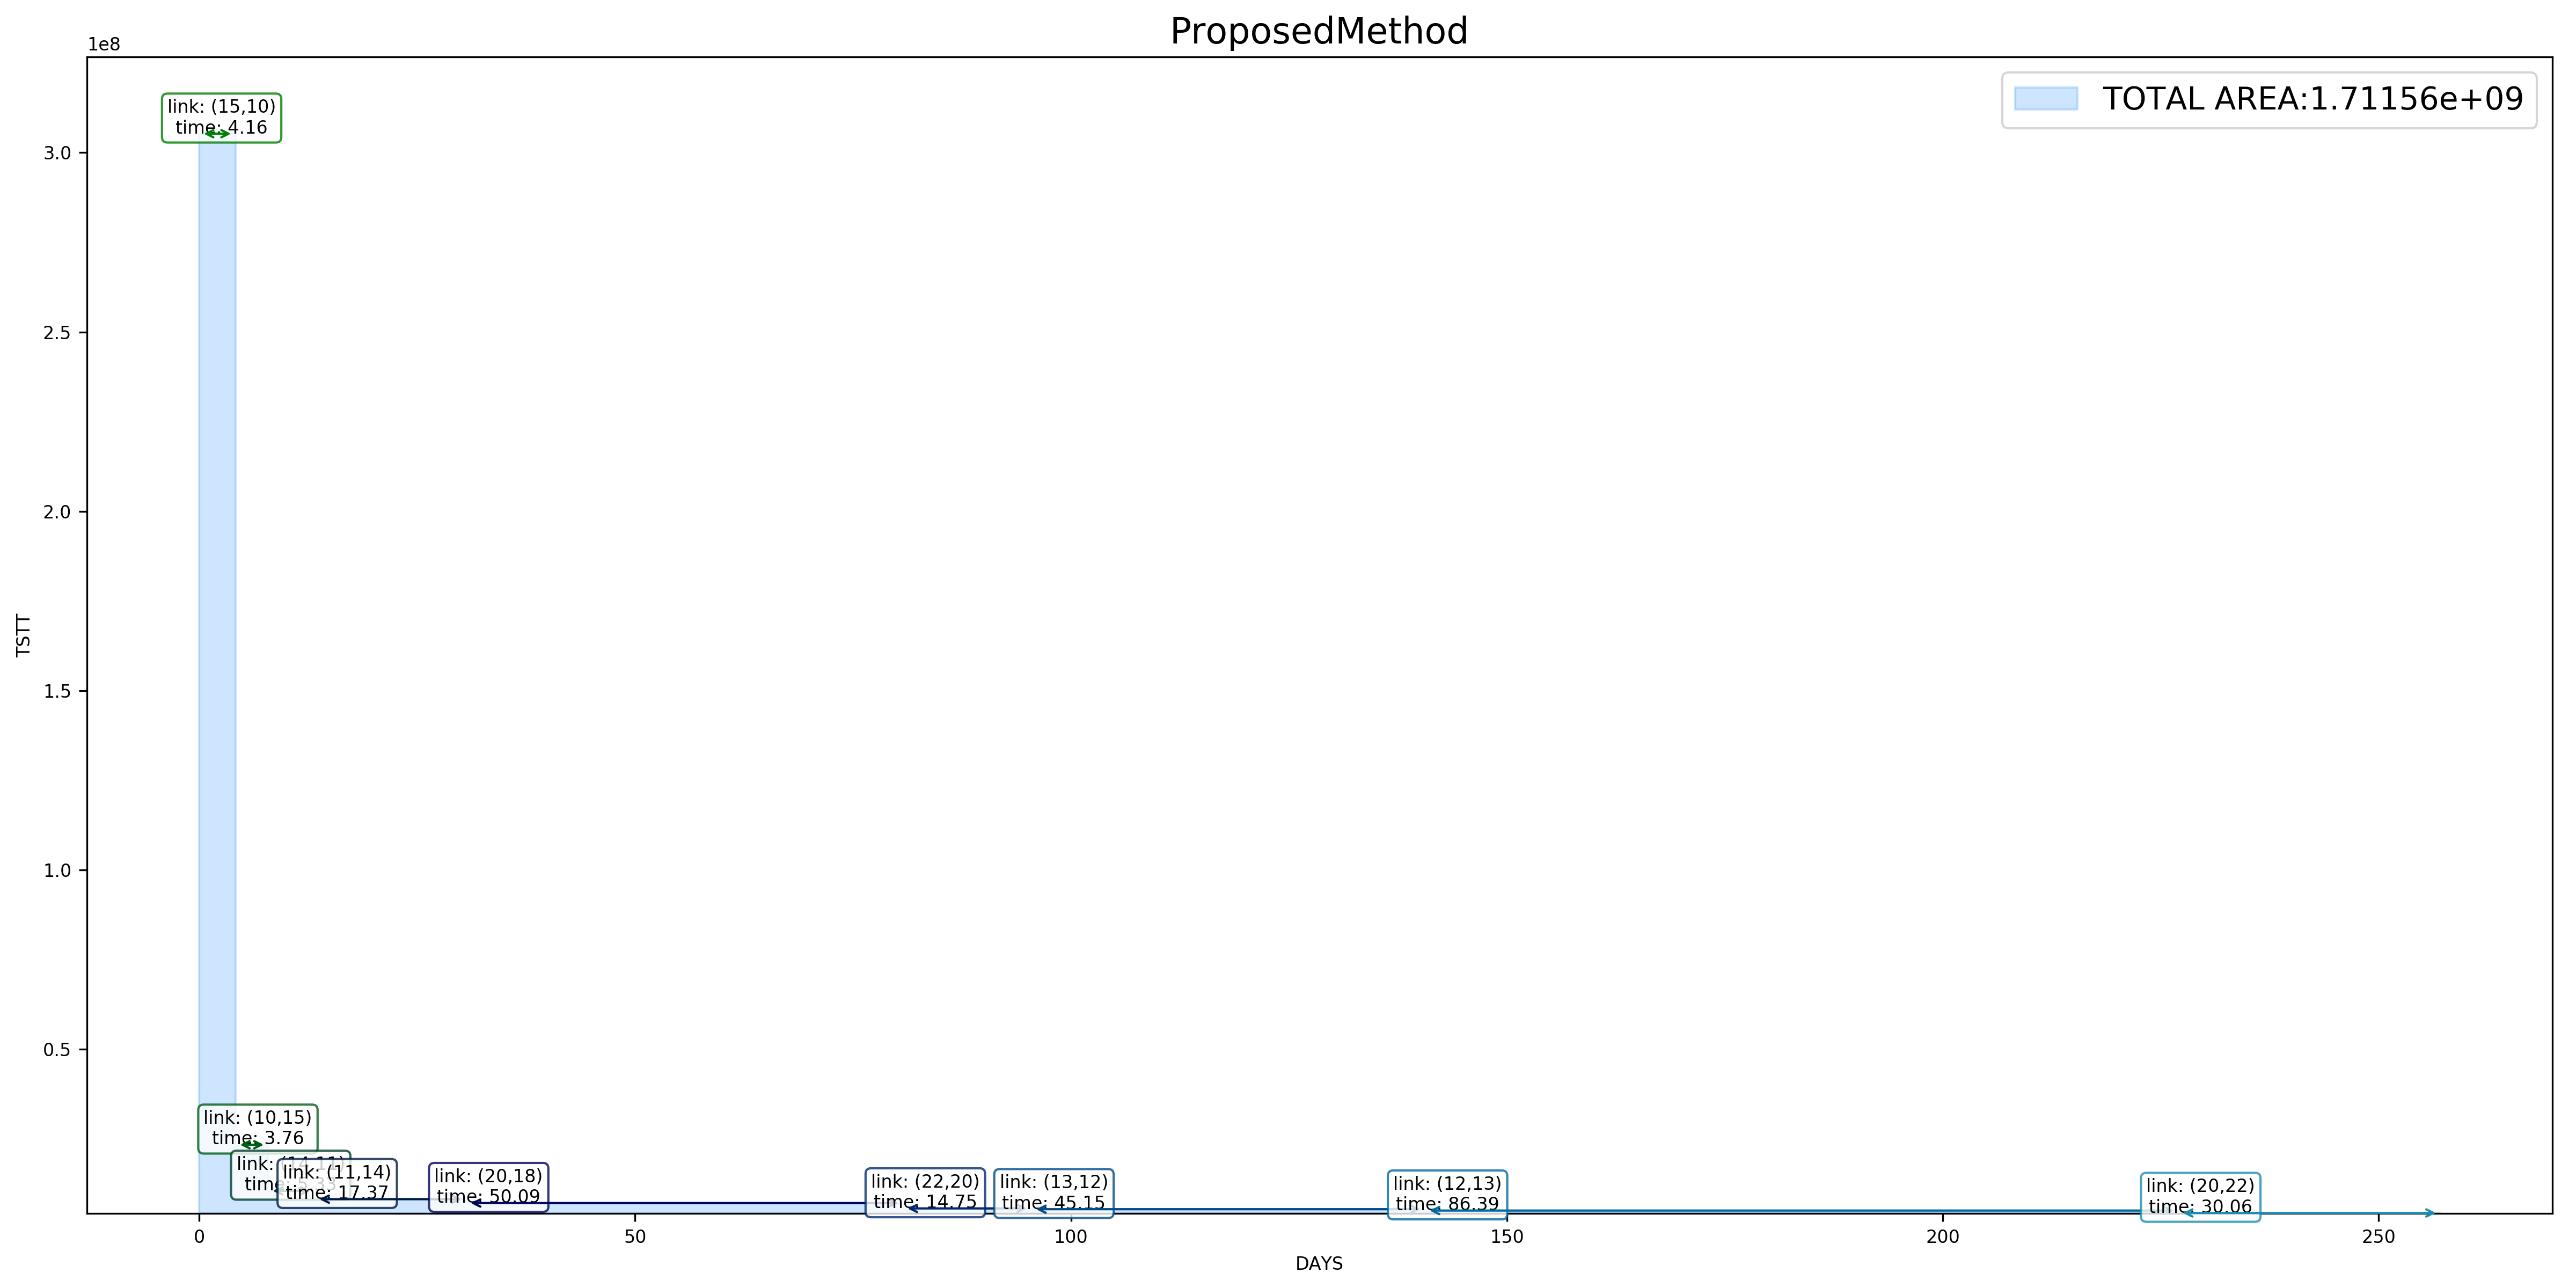 ProposedMethod
1e8
TOTAL AREA:1.71156e+09
link: (15,10)
time: 4.16
3.0
2.5
2.0
1.5
1.0
0.5
TSTT
link: (10,15)
time: 3.76
link:
link: (11,14)
time: 17.37
link: (20,18)
time: 50.09
link: (22,20)
time: 14.75
link: (13,12)
time: 45.15
link: (12,13)
time: 86.39
link: (20,22)
time: 30.06
0
50
100
150
200
250
DAYS